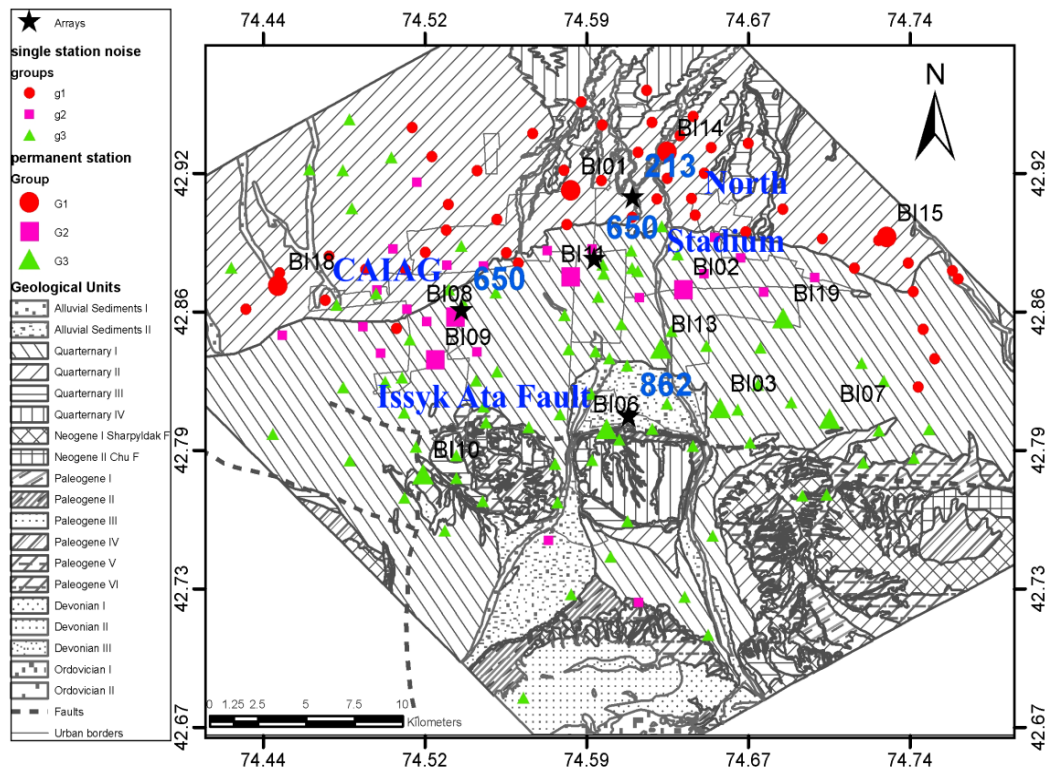 Arrays
single station noise
groups
g1
g2
g3
permanent station
Group
G1
G2
G3
Geological Units
Alluvial Sediments I
Alluvial Sediments II
Quarternary I
Quarternary II
Quarternary III
Quarternary IV
Neogene I Sharpyldak F
Neogene II Chu F
Paleogene I
Paleogene II
Paleogene III
Paleogene IV
Paleogene V
Paleogene VI
Devonian I
Devonian II
Devonian III
Ordovician I
Ordovician II
Faults
Urban borders
74.44 74.52 74.59 74.67 74.74
42.92 42.92
42.86 42.86
42.79 42.79
42.73 42.73
42.67 42.67
N
BI14
BI01 213
North
650 BI15
Stadium
BI11
BI18 CAIAG BI02
650
BI08 BI19
BI09 BI13
862 BI03
Issyk Ata Fault BI07
BI06
BI10
0 1.25 2.5 5 7.5 10
Kilometers
74.44 74.52 74.59 74.67 74.74